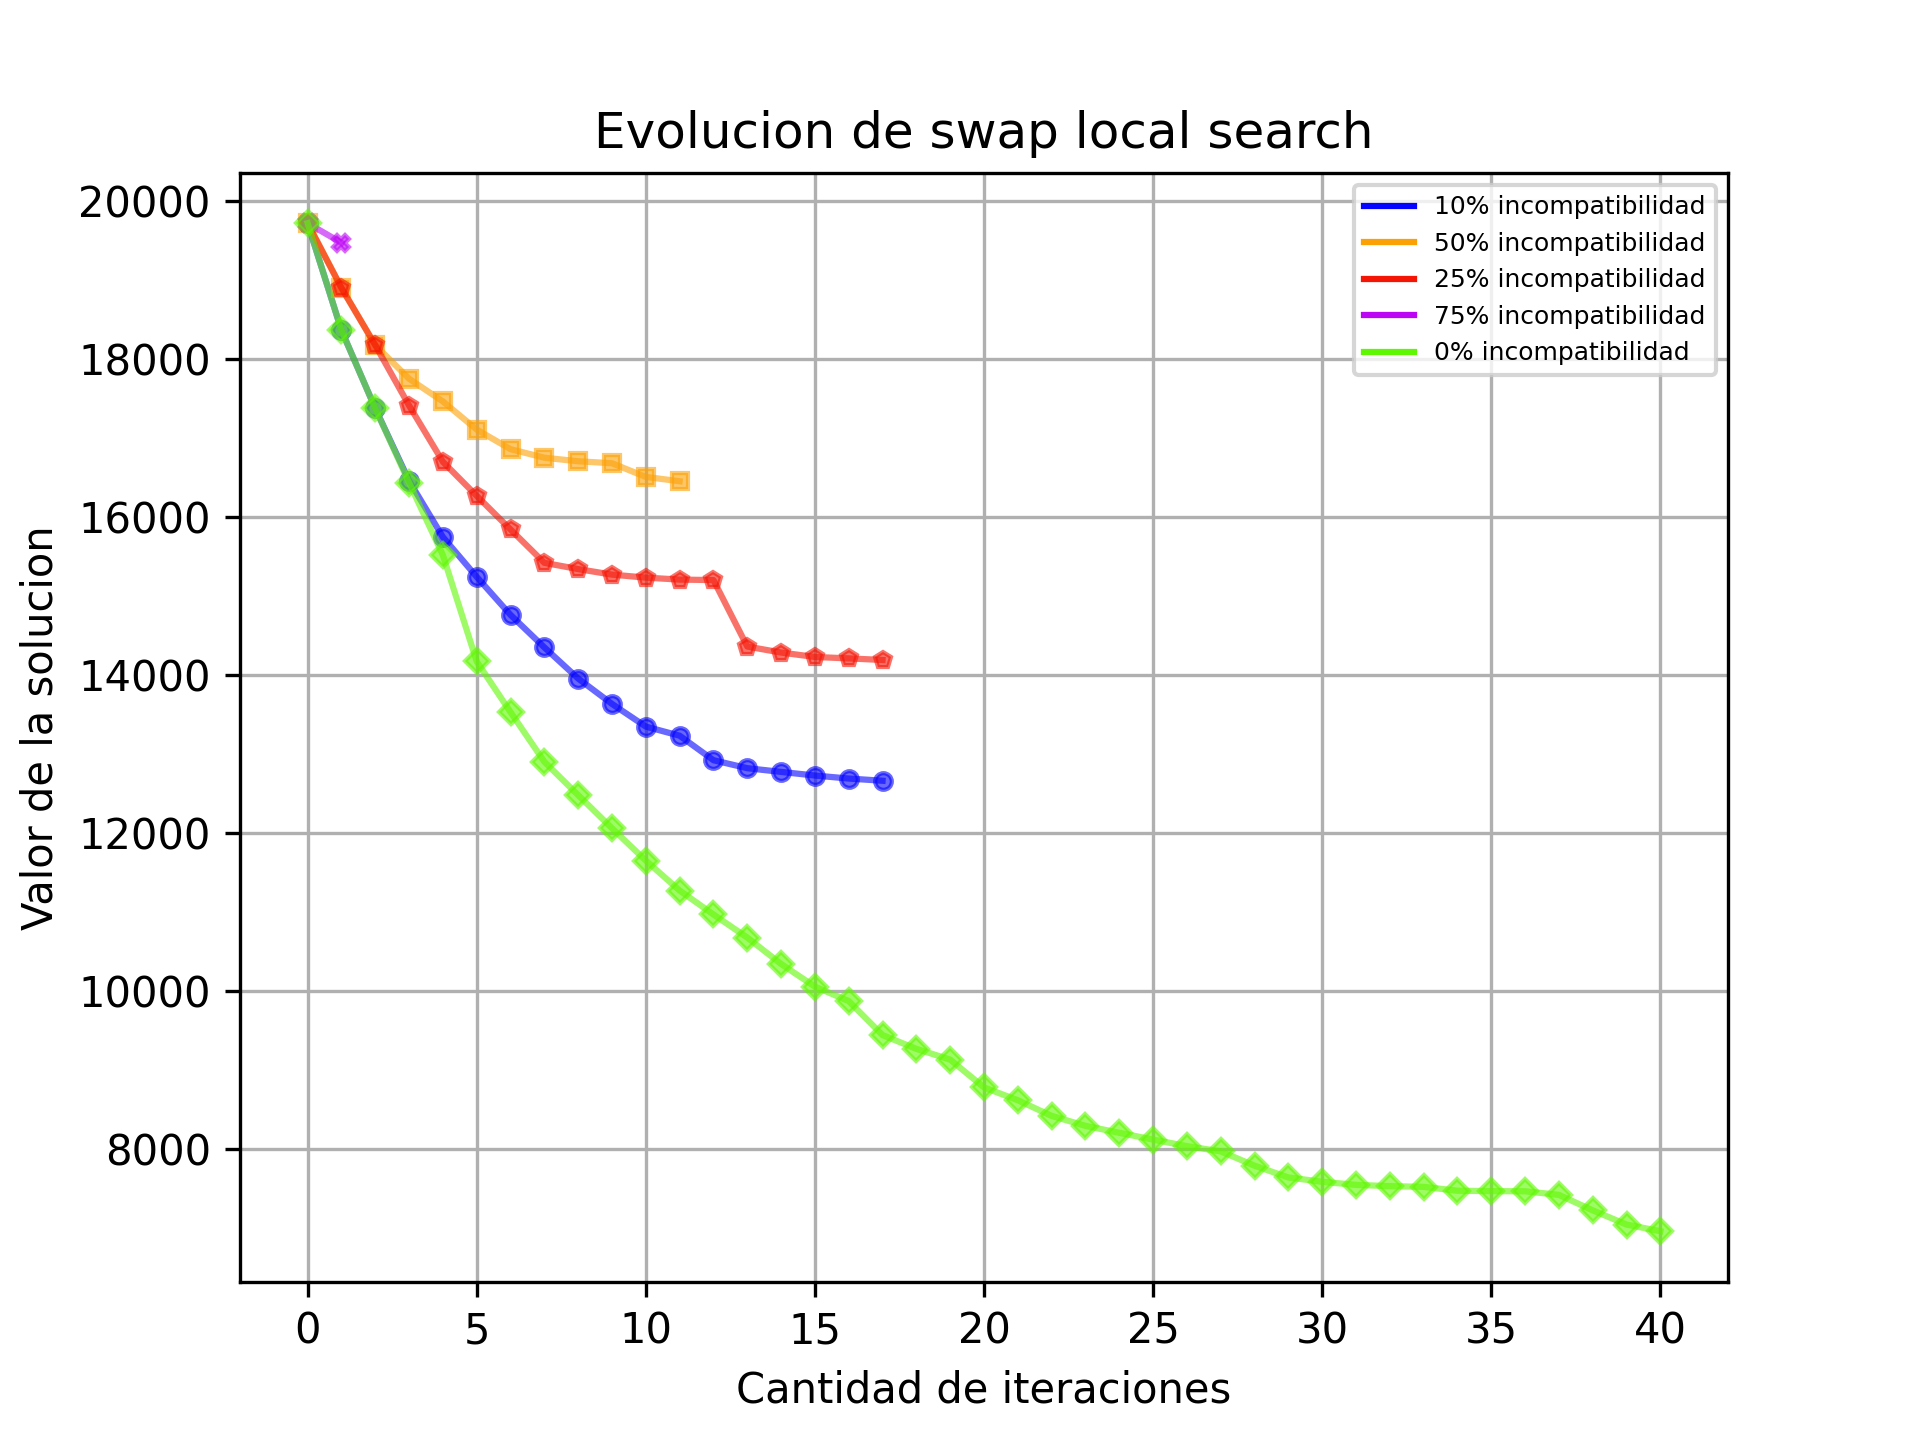 Evolucion de swap local search
20000
18000
16000
14000
12000
10000
8000
Valor de la solucion
10% incompatibilidad
50% incompatibilidad
25% incompatibilidad
75% incompatibilidad
0% incompatibilidad
0 5 10 15 20 25 30 35 40
Cantidad de iteraciones